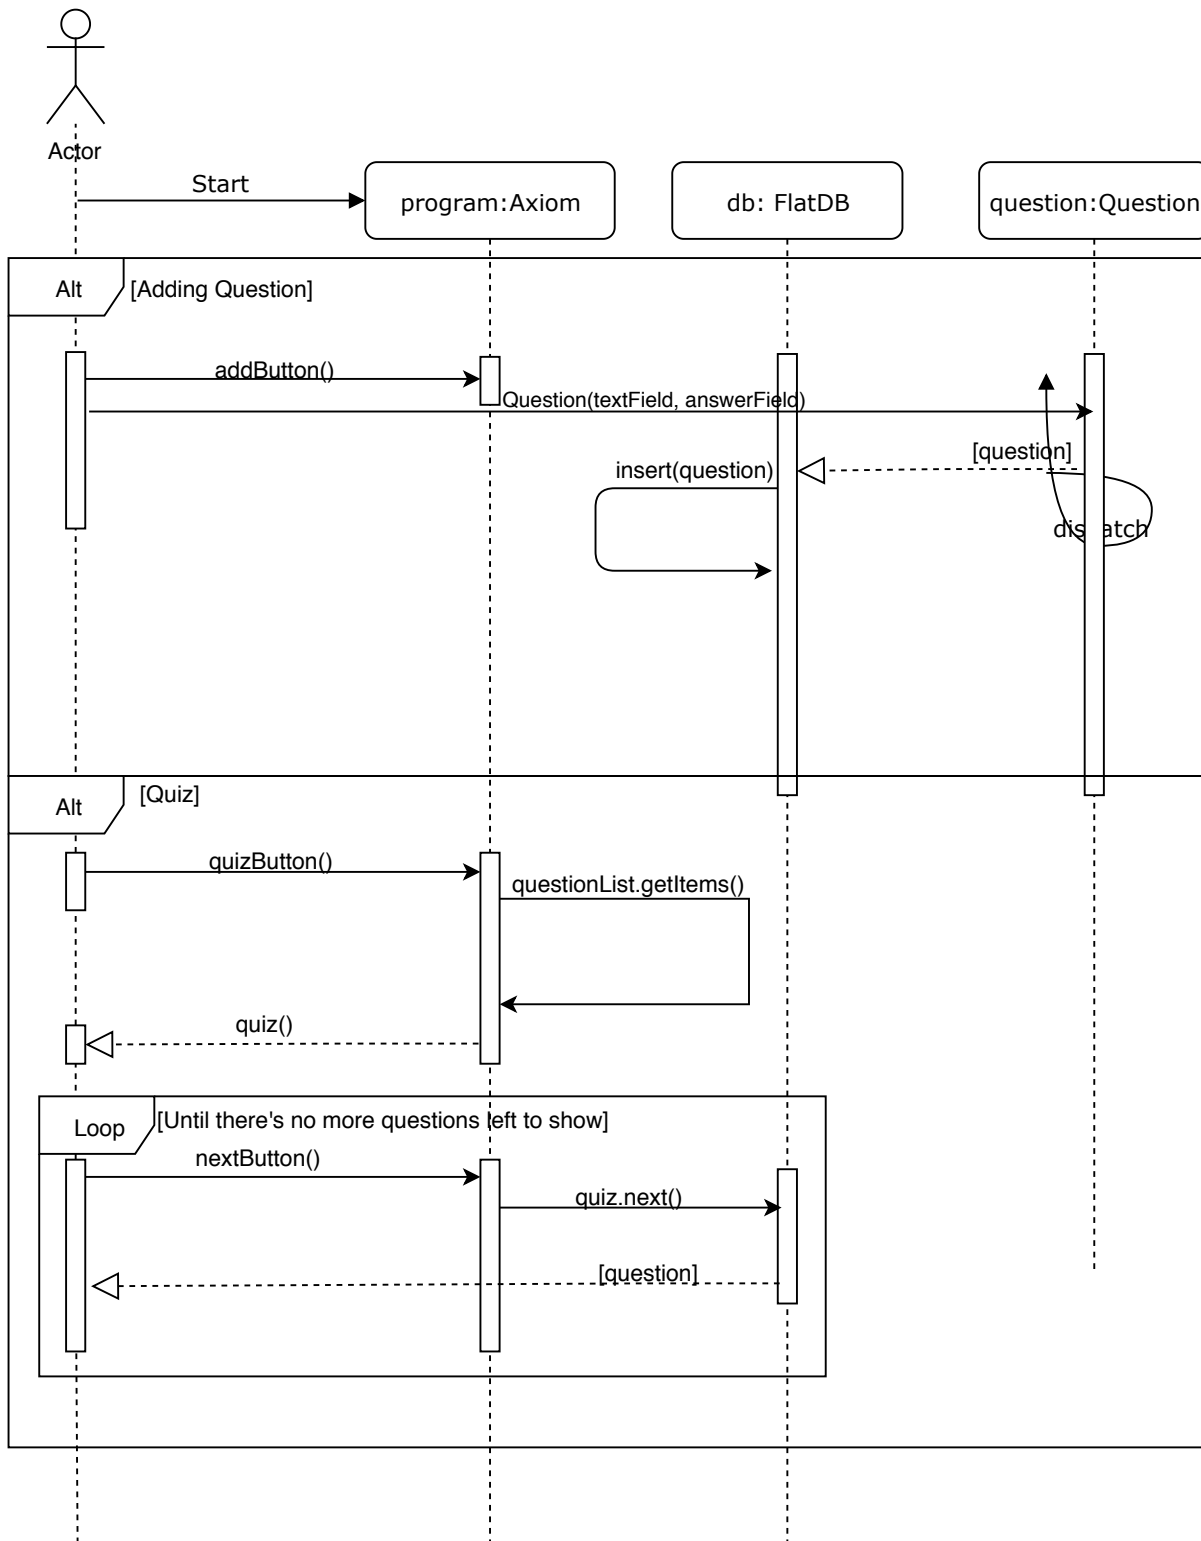 Actor
Start
program:Axiom
db: FlatDB
question:Question
Alt
[Adding Question]
addButton()
Question(textField, answerField)
[question]
insert(question)
dispatch
Alt
[Quiz]
quizButton()
questionList.getItems()
quiz()
Loop
[Until there's no more questions left to show]
nextButton()
quiz.next()
[question]